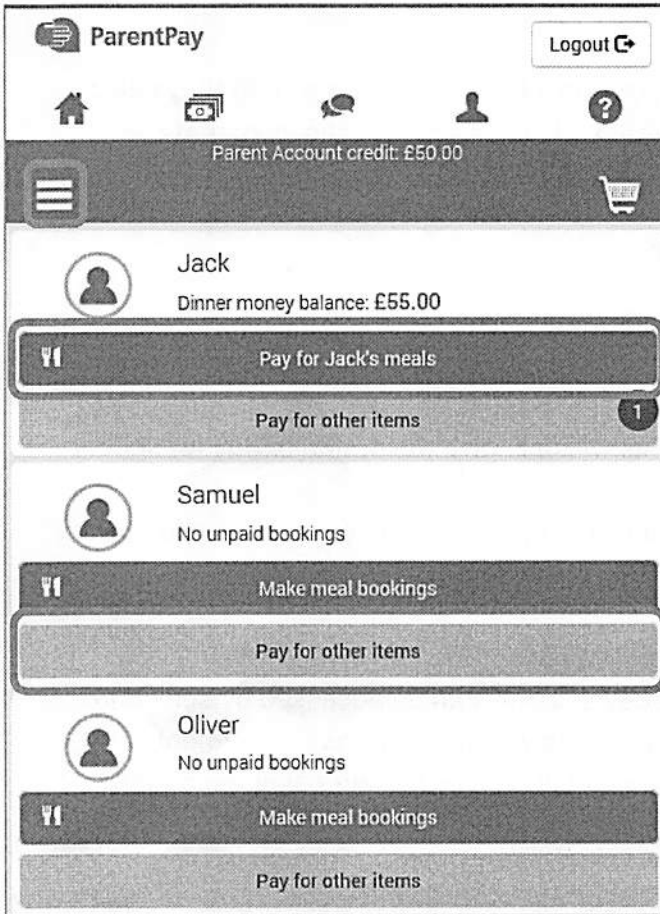 ParentPay
Logout
Parent Account credit: £50.00
Jack
Dinner money balance: £55.00
Pay for Jack's meals
Pay for other items
1
Samuel
No unpaid bookings
Make meal bookings
Pay for other items
Oliver
No unpaid bookings
Make meal bookings
Pay for other items